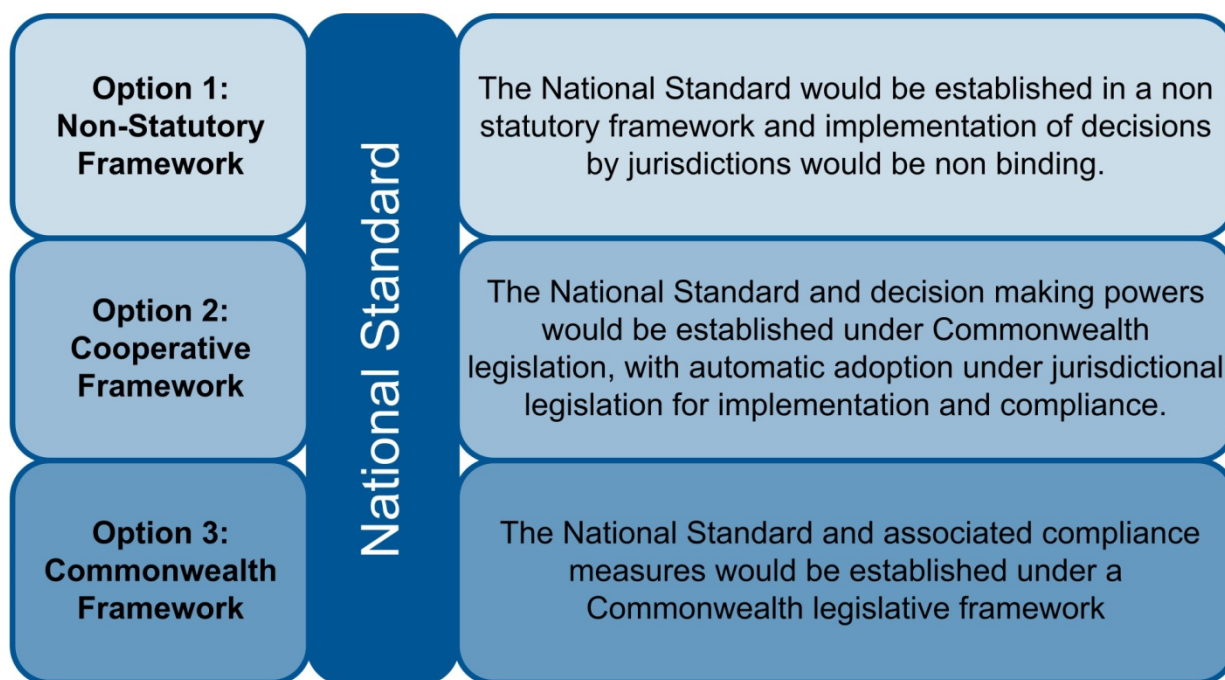 Option 1:
Non-Statutory
Framework
The National Standard would be established in a non
statutory framework and implementation of decisions
by jurisdictions would be non binding.
National Standard
Option 2:
Cooperative
Framework
The National Standard and decision making powers
would be established under Commonwealth
legislation, with automatic adoption under jurisdictional
legislation for implementation and compliance.
Option 3:
Commonwealth
Framework
The National Standard and associated compliance
measures would be established under a
Commonwealth legislative framework